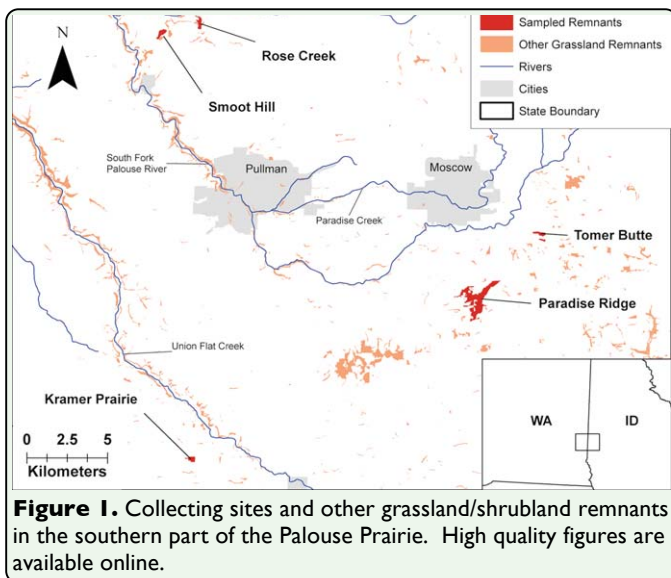 N
Rose Creek
Smoot Hill
Sampled Remnants
Other Grassland Remnants
Rivers
Cities
State Boundary
South Fork
Palouse River
Pullman
Moscow
Paradise Creek
Tomer Butte
Paradise Ridge
Union Flat Creek
Kramer Prairie
0 2.5 5
Kilometers
WA ID
Figure 1. Collecting sites and other grassland/shrubland remnants
in the southern part of the Palouse Prairie. High quality figures are
available online.